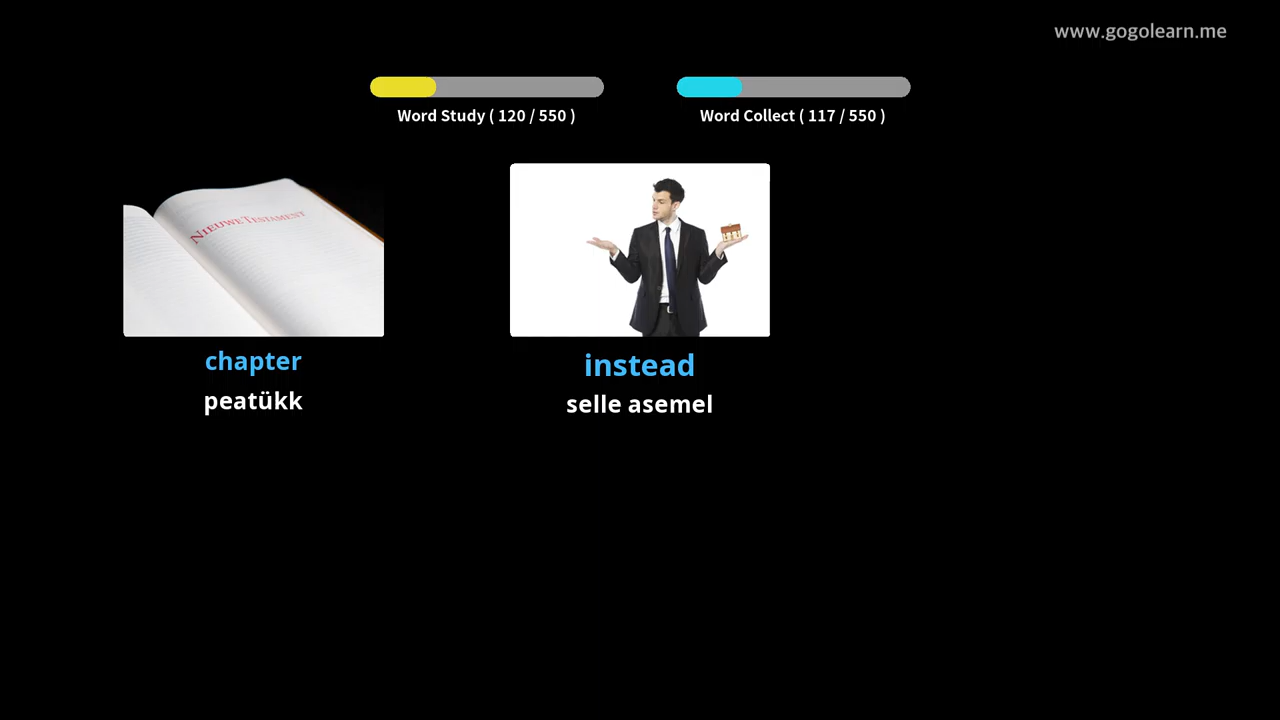 www.gogolearn.me
Word Study ( 120 / 550 )
Word Collect ( 117 / 550 )
NIEUWE TESTAMENT
chapter
peatükk
instead
selle asemel